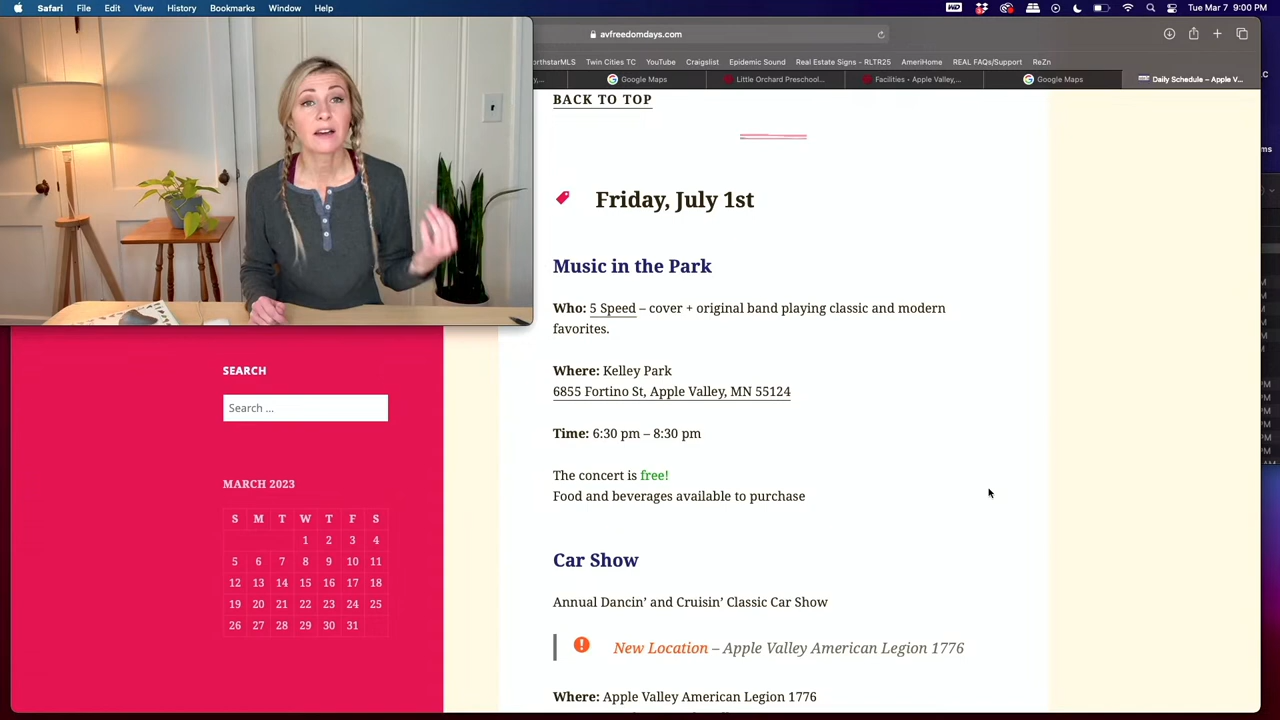 Safari File Edit View History Bookmarks Window Help
Tue Mar 7 9:00 PM
avfreedomdays.com
orthstarMLS Twin Cities TC YouTube Craigslist Epidemic Sound Real Estate Signs - RLTR25 AmeriHome REAL FAQs/Support ReZn
Google Maps Little Orchard Preschool... Facilities - Apple Valley,... Google Maps Daily Schedule – Apple V...
BACK TO TOP
Friday, July 1st
Music in the Park
Who: 5 Speed – cover + original band playing classic and modern
favorites.
Where: Kelley Park
6855 Fortino St, Apple Valley, MN 55124
Time: 6:30 pm – 8:30 pm
The concert is free!
Food and beverages available to purchase
Car Show
Annual Dancin' and Cruisin' Classic Car Show
New Location – Apple Valley American Legion 1776
Where: Apple Valley American Legion 1776
SEARCH
Search ...
MARCH 2023
S M T W T F S
1 2 3 4
5 6 7 8 9 10 11
12 13 14 15 16 17 18
19 20 21 22 23 24 25
26 27 28 29 30 31